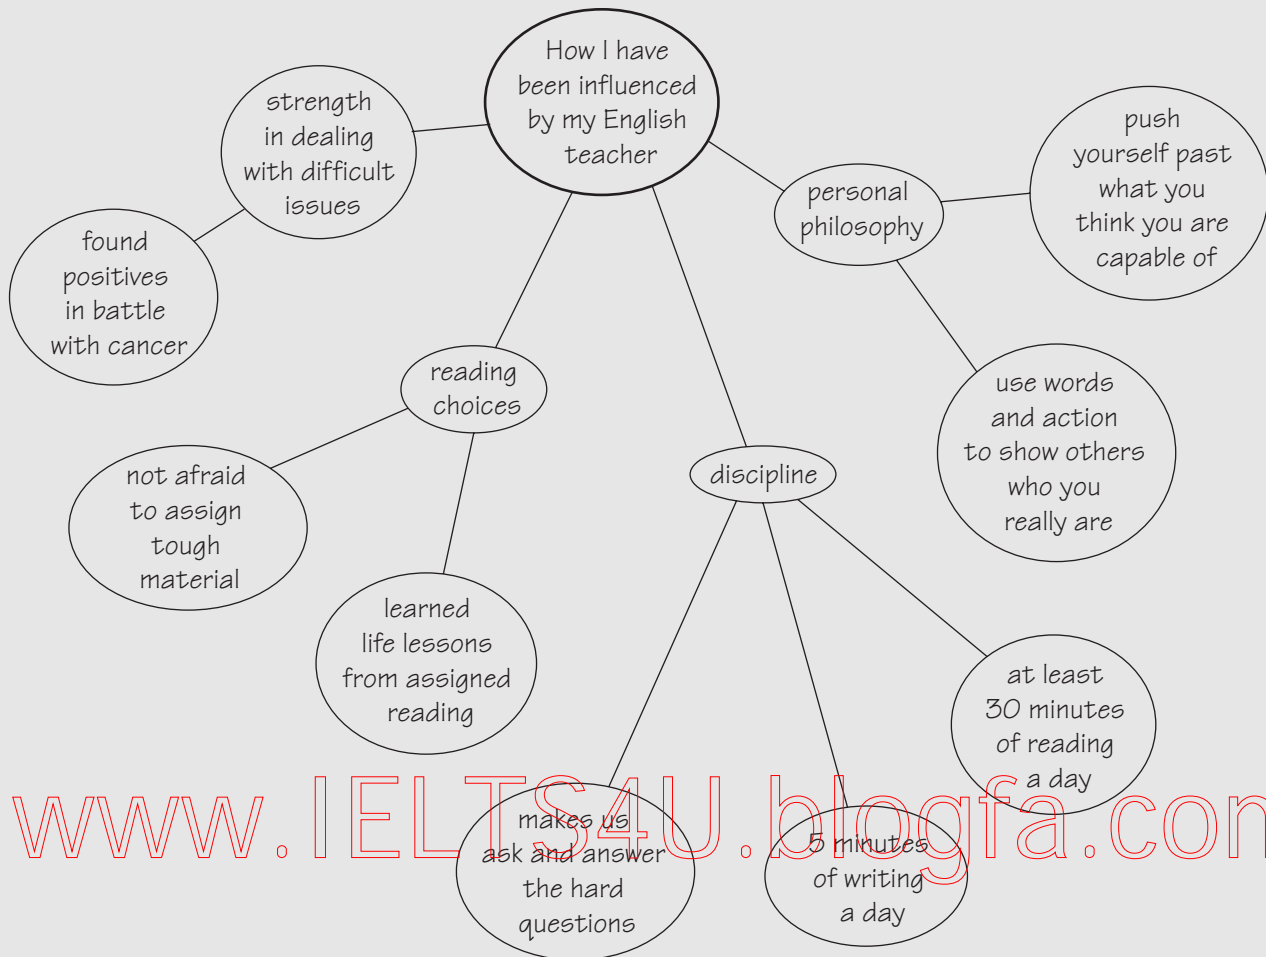 How I have
been influenced
by my English
teacher
strength
in dealing
with difficult
issues
found
positives
in battle
with cancer
reading
choices
not afraid
to assign
tough
material
learned
life lessons
from assigned
reading
discipline
makes us
ask and answer
the hard
questions
5 minutes
of writing
a day
at least
30 minutes
of reading
a day
personal
philosophy
push
yourself past
what you
think you are
capable of
use words
and action
to show others
who you
really are
www.IELTS4U.blogfa.con